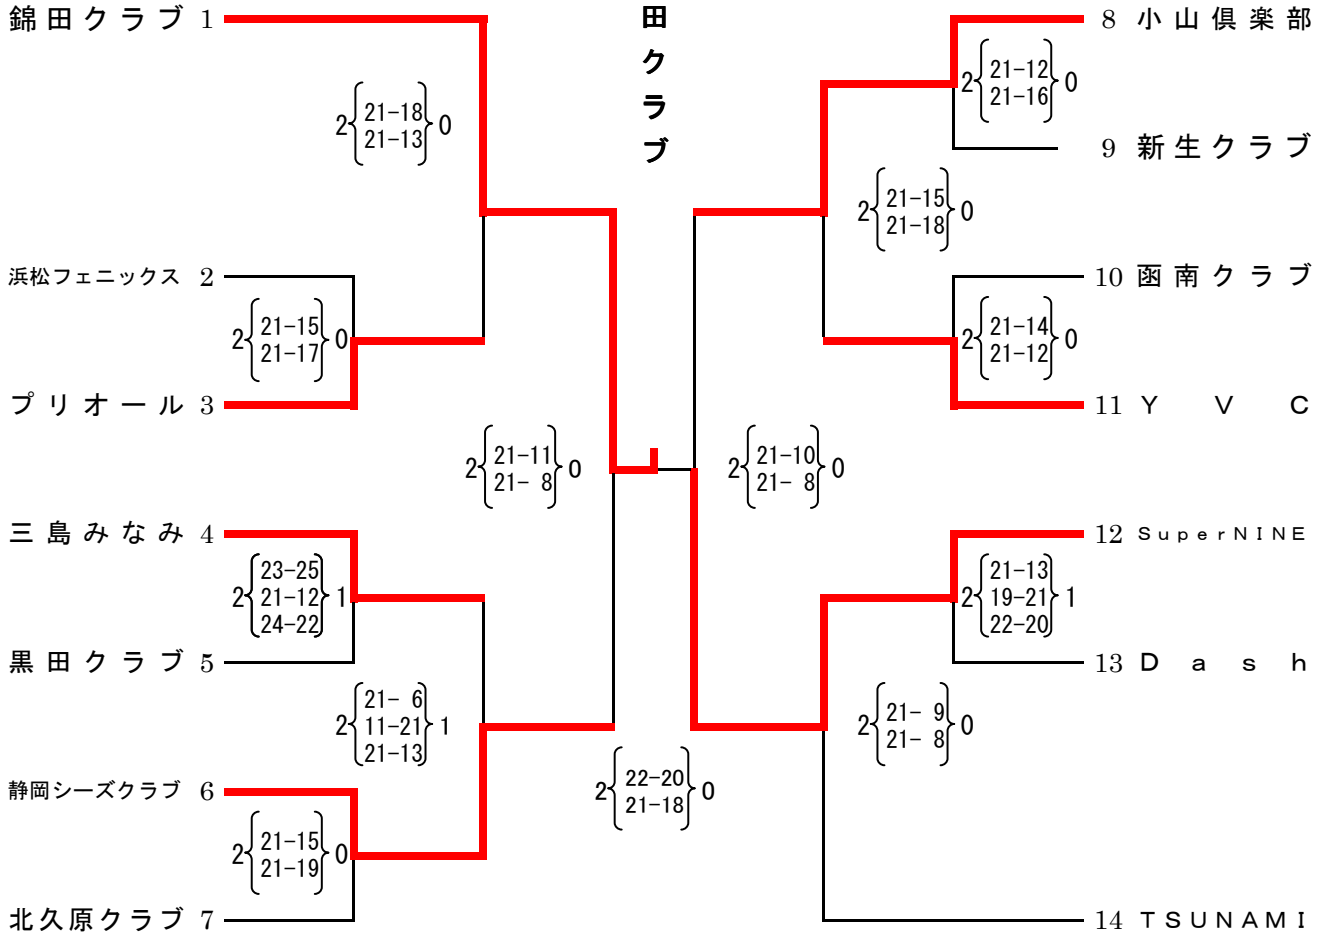 錦田クラブ 1
2 21-18 0
21-13
浜松フェニックス 2
2 21-15 0
21-17
プリオール 3
2 21-11 0
21- 8
三島みなみ 4
2 23-25 1
21-12
24-22
黒田クラブ 5
2 21- 6 1
11-21
21-13
静岡シーズクラブ 6
2 21-15 0
21-19
北久原クラブ 7
田クラブ
2 22-20 0
21-18
8 小山倶楽部
2 21-12 0
21-16
9 新生クラブ
2 21-15 0
21-18
10 函南クラブ
2 21-14 0
21-12
11 YVC
2 21-10 0
21- 8
12 SuperNINE
2 21-13 1
19-21
22-20
13 Dash
2 21- 9 0
21- 8
14 TSUNAMI